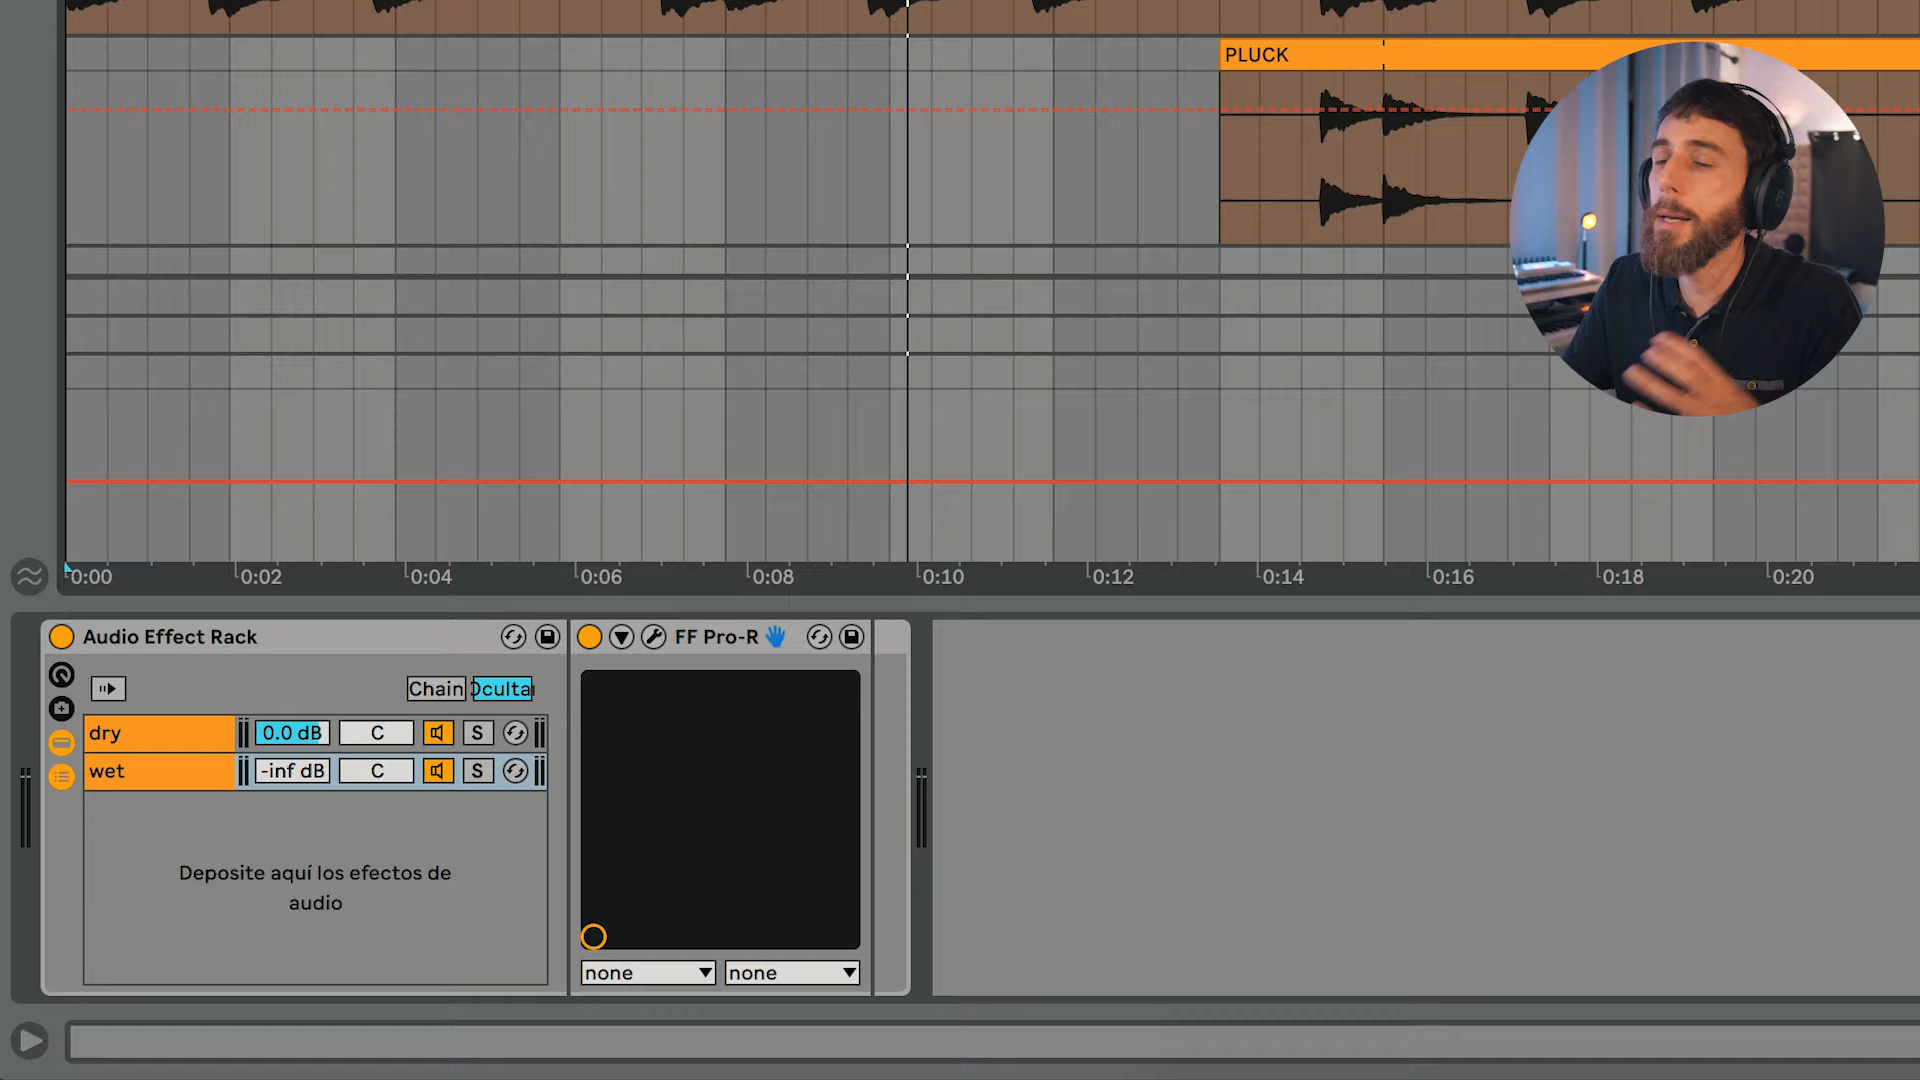 PLUCK
0:00 0:02 0:04 0:06 0:08 0:10 0:12 0:14 0:16 0:18 0:20
Audio Effect Rack
FF Pro-R
Chain Oculta
dry 0.0 dB C S
wet -inf dB C S
Deposite aquí los efectos de
audio
none none